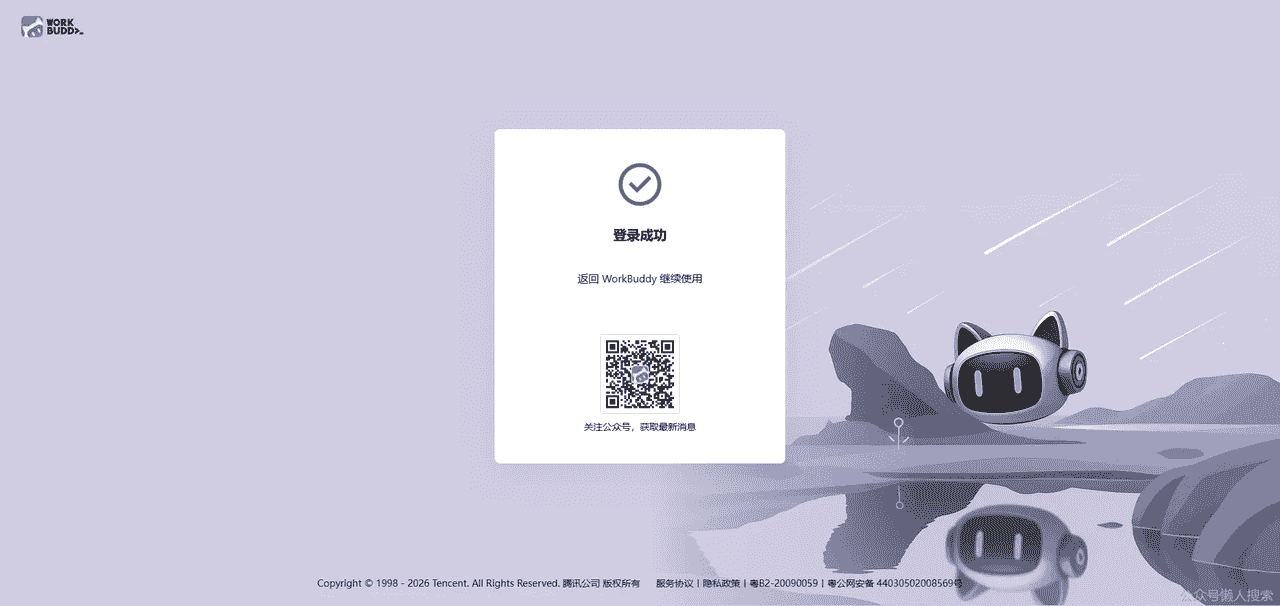 WORK
BUDDY
登录成功
返回 WorkBuddy 继续使用
关注公众号，获取最新消息
Copyright © 1998 - 2026 Tencent. All Rights Reserved. 腾讯公司 版权所有 服务协议 | 隐私政策 | 粤B2-20090059 | 粤公网安备 44030502008569号
公众号懒人搜索